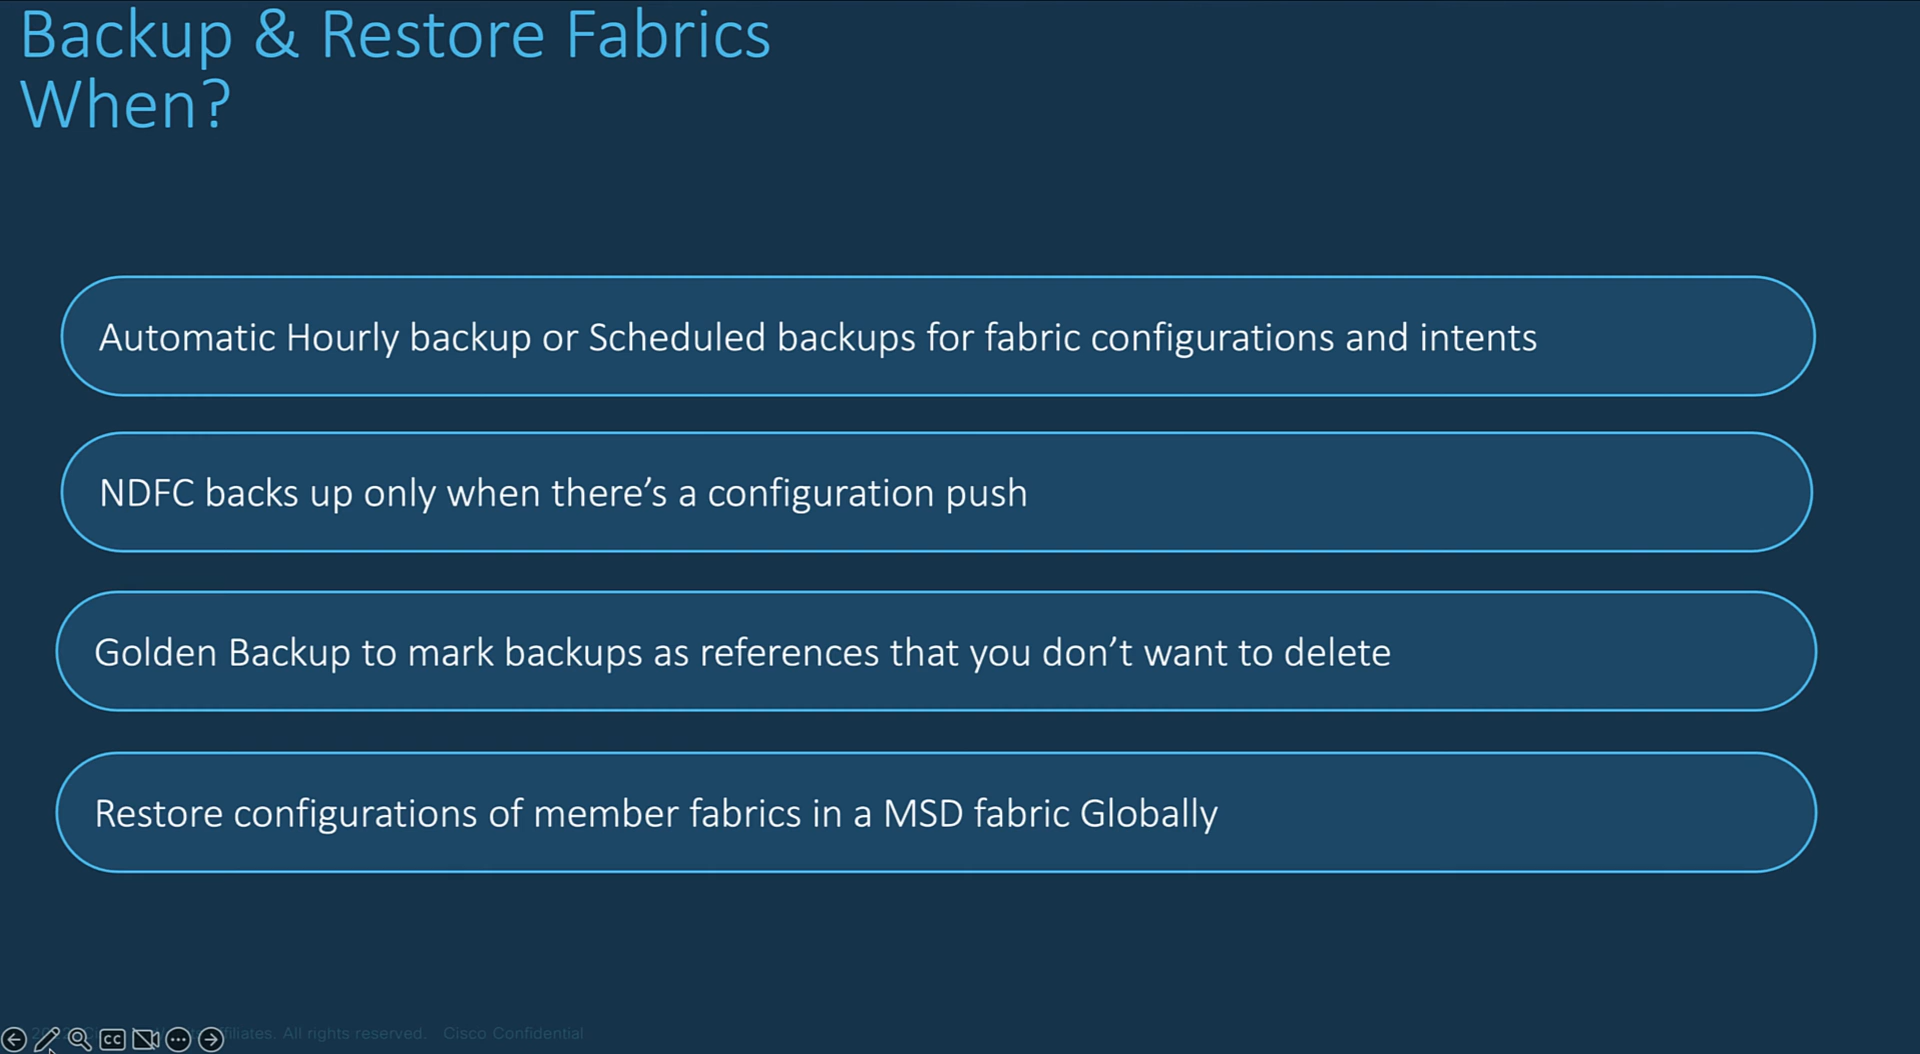 Backup & Restore Fabrics
When?
Automatic Hourly backup or Scheduled backups for fabric configurations and intents
NDFC backs up only when there’s a configuration push
Golden Backup to mark backups as references that you don’t want to delete
Restore configurations of member fabrics in a MSD fabric Globally
CC
filiates. All rights reserved. Cisco Confidential